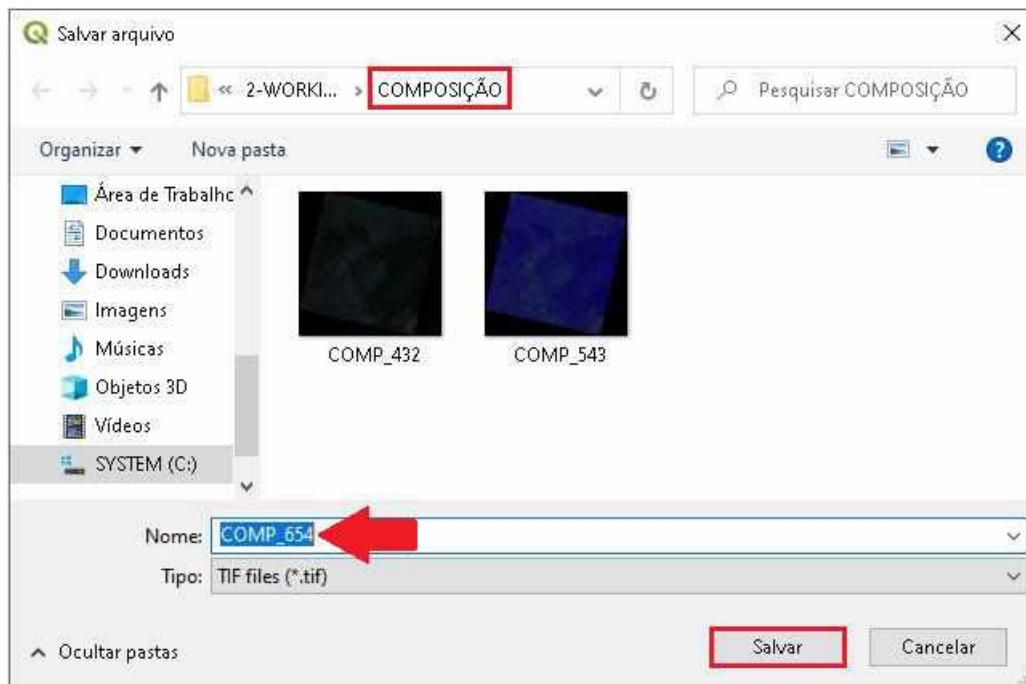 Salvar arquivo
« 2-WORKI... › COMPOSIÇÃO
Pesquisar COMPOSIÇÃO
Organizar
Nova pasta
Área de Trabalhc
Documentos
Downloads
Imagens
Músicas
Objetos 3D
Vídeos
SYSTEM (C:)
COMP_432
COMP_543
Nome: COMP_654
Tipo: TIF files (*.tif)
Ocultar pastas
Salvar
Cancelar